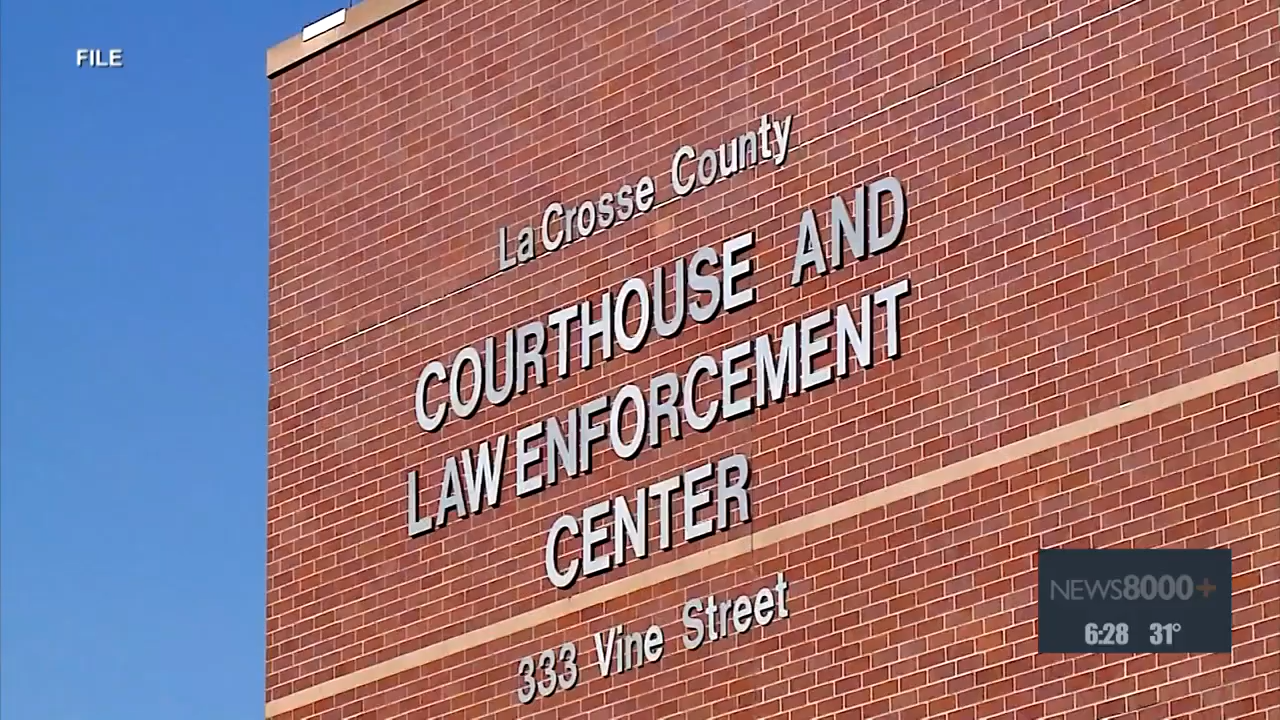 FILE
La Crosse County
COURTHOUSE AND
LAW ENFORCEMENT
CENTER
333 Vine Street
NEWS8000+
6:28 31°